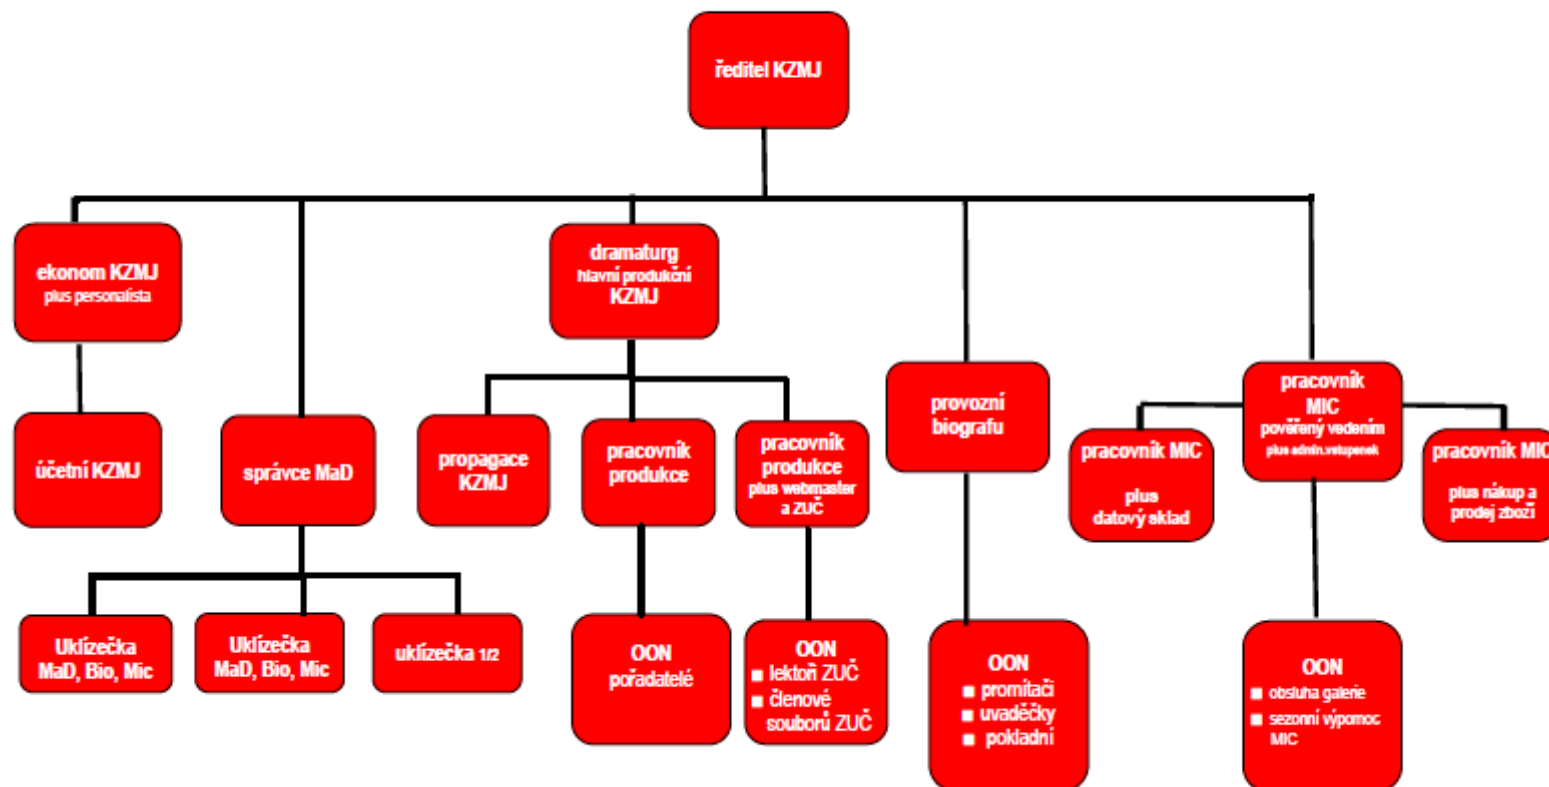 ředitel KZMJ
ekonom KZMJ
plus personalista
dramaturg
hlavní produkční
KZMJ
účetní KZMJ
správce MaD
propagace
KZMJ
pracovník
produkce
pracovník
produkce
plus webmaster
a ZUČ
provozní
biografu
pracovník MIC
plus
datový sklad
pracovník
MIC
pověřený vedením
plus admin.vstupenek
pracovník MIC
plus nákup a
prodej zboží
Uklízečka
MaD, Bio, Mic
Uklízečka
MaD, Bio, Mic
uklízečka 1/2
OON
pořadatelé
OON
■ lektoři ZUČ
■ členové
souborů ZUČ
OON
■ promítači
■ uvaděčky
■ pokladní
OON
■ obsluha galerie
■ sezonní výpomoc
MIC